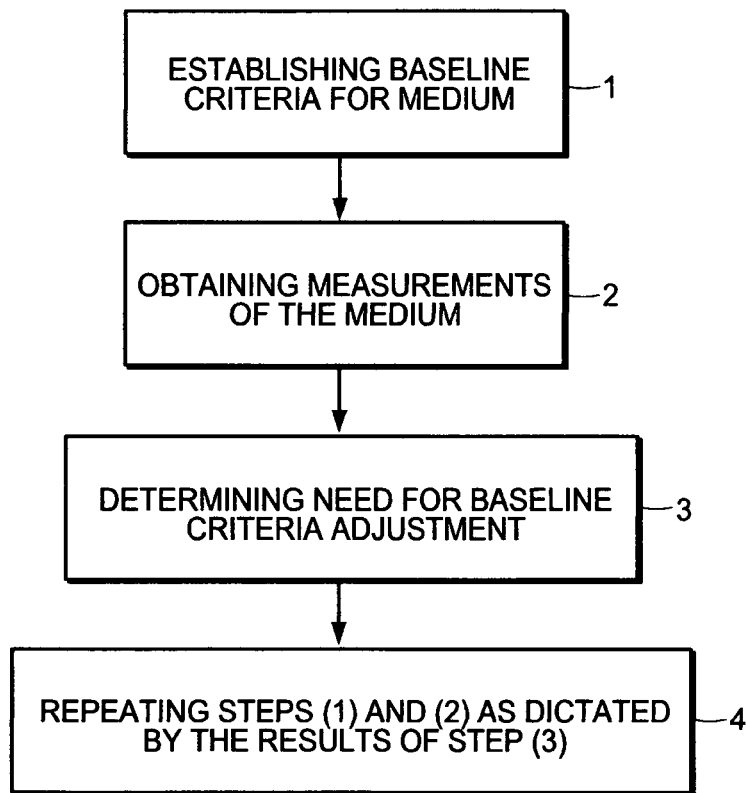 ESTABLISHING BASELINE
CRITERIA FOR MEDIUM
1
OBTAINING MEASUREMENTS
OF THE MEDIUM
2
DETERMINING NEED FOR BASELINE
CRITERIA ADJUSTMENT
3
REPEATING STEPS (1) AND (2) AS DICTATED
BY THE RESULTS OF STEP (3)
4